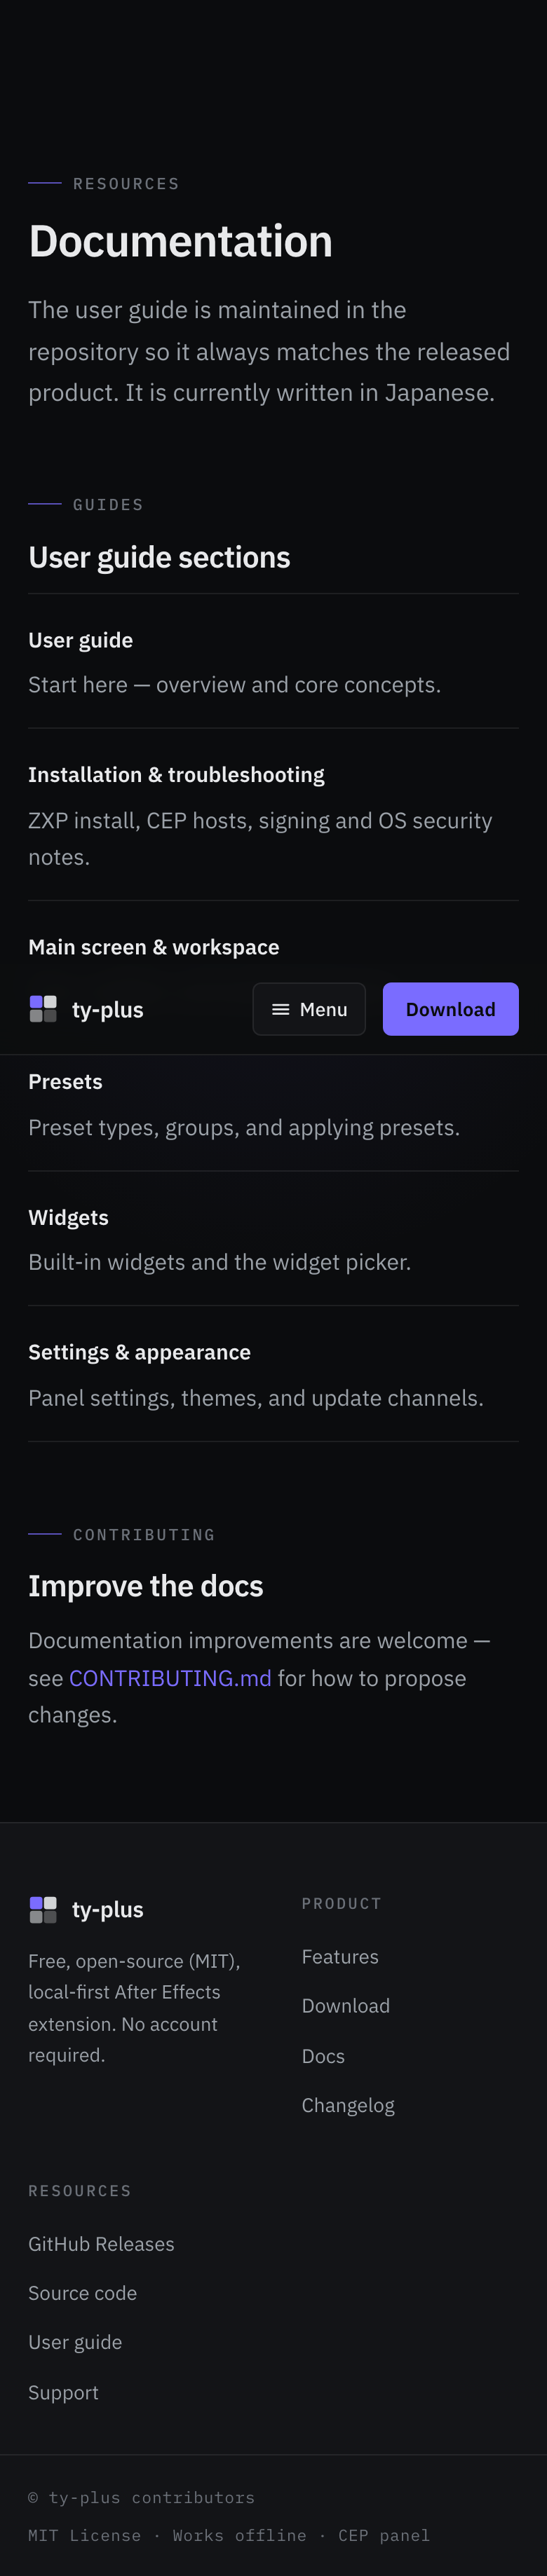 RESOURCES
Documentation
The user guide is maintained in the
repository so it always matches the released
product. It is currently written in Japanese.
GUIDES
User guide sections
User guide
Start here — overview and core concepts.
Installation & troubleshooting
ZXP install, CEP hosts, signing and OS security
notes.
Main screen & workspace
ty-plus
Menu
Download
Presets
Preset types, groups, and applying presets.
Widgets
Built-in widgets and the widget picker.
Settings & appearance
Panel settings, themes, and update channels.
CONTRIBUTING
Improve the docs
Documentation improvements are welcome —
see CONTRIBUTING.md for how to propose
changes.
ty-plus
Free, open-source (MIT),
local-first After Effects
extension. No account
required.
PRODUCT
Features
Download
Docs
Changelog
RESOURCES
GitHub Releases
Source code
User guide
Support
© ty-plus contributors
MIT License · Works offline · CEP panel